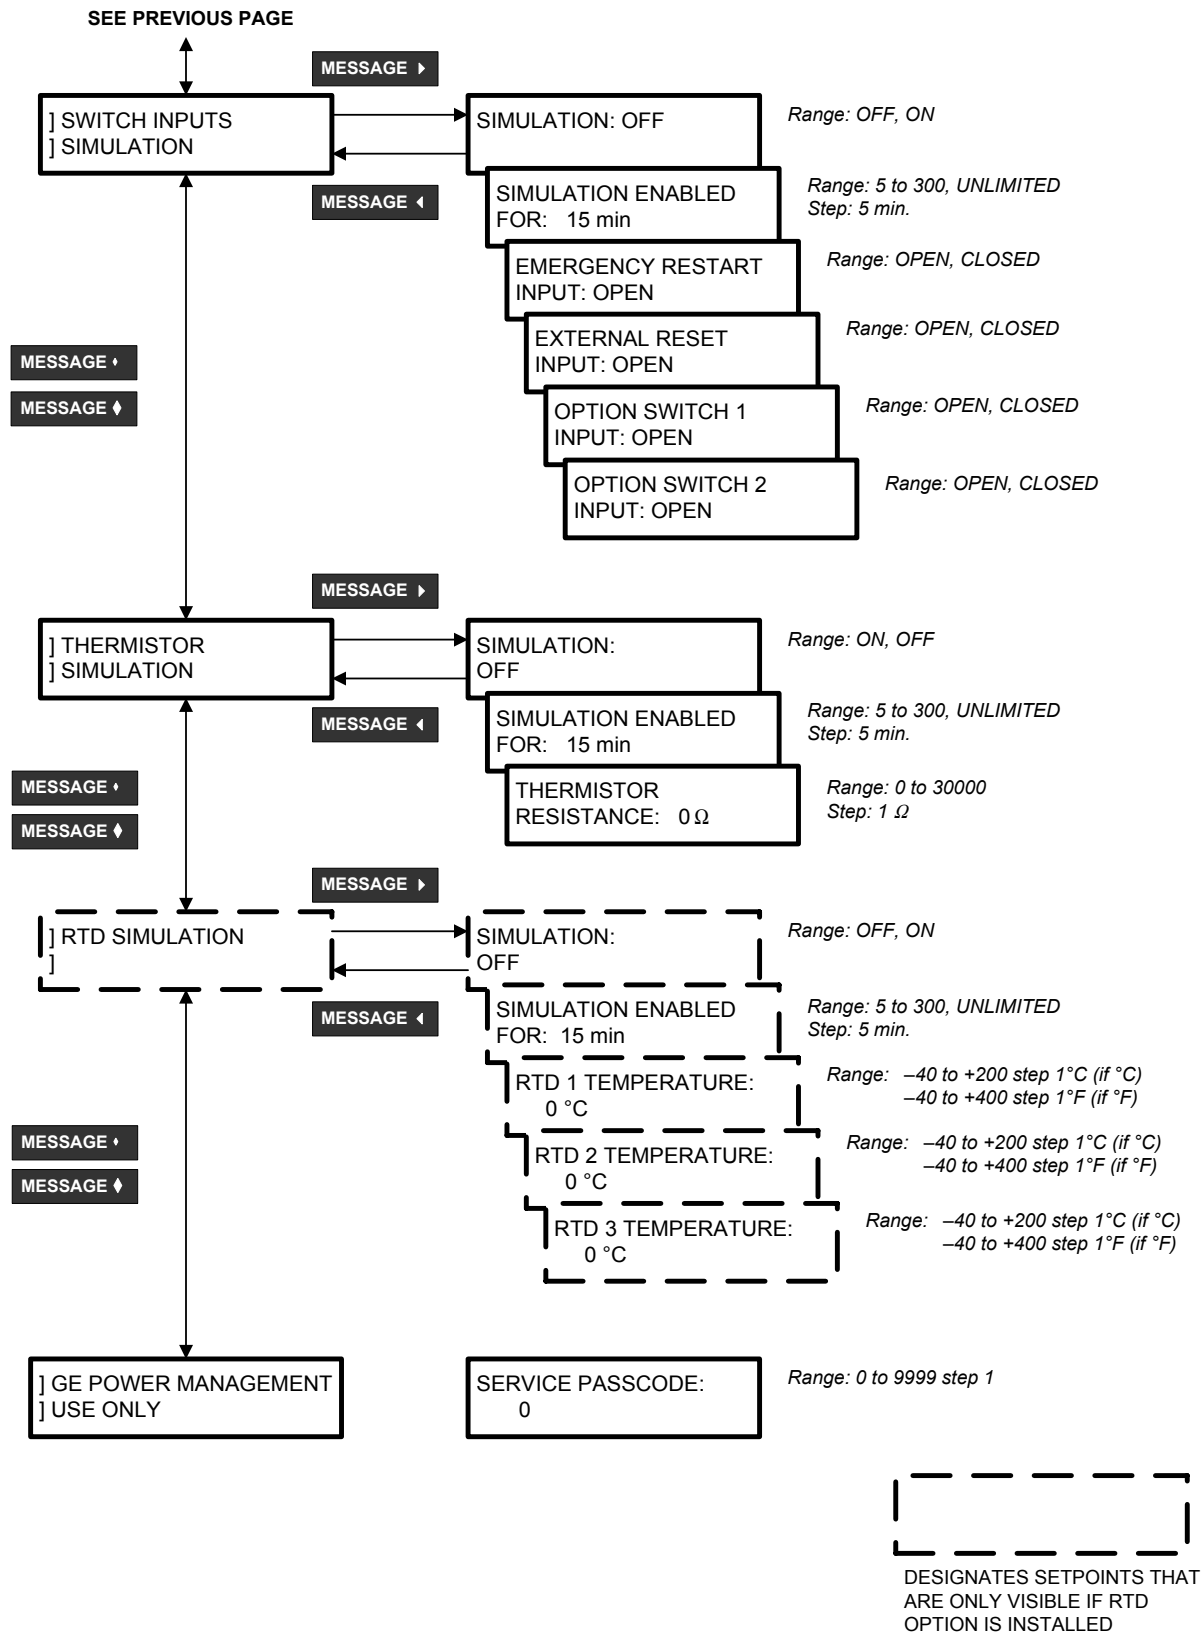 SEE PREVIOUS PAGE
MESSAGE
] SWITCH INPUTS
] SIMULATION
SIMULATION: OFF
Range: OFF, ON
MESSAGE
SIMULATION ENABLED
FOR: 15 min
Range: 5 to 300, UNLIMITED
Step: 5 min.
EMERGENCY RESTART
INPUT: OPEN
Range: OPEN, CLOSED
EXTERNAL RESET
INPUT: OPEN
Range: OPEN, CLOSED
MESSAGE
MESSAGE
OPTION SWITCH 1
INPUT: OPEN
Range: OPEN, CLOSED
OPTION SWITCH 2
INPUT: OPEN
Range: OPEN, CLOSED
MESSAGE
] THERMISTOR
] SIMULATION
SIMULATION:
OFF
Range: ON, OFF
MESSAGE
SIMULATION ENABLED
FOR: 15 min
Range: 5 to 300, UNLIMITED
Step: 5 min.
MESSAGE
MESSAGE
THERMISTOR
RESISTANCE: 0 Ω
Range: 0 to 30000
Step: 1 Ω
MESSAGE
] RTD SIMULATION
]
SIMULATION:
OFF
Range: OFF, ON
MESSAGE
SIMULATION ENABLED
FOR: 15 min
Range: 5 to 300, UNLIMITED
Step: 5 min.
RTD 1 TEMPERATURE:
0 °C
Range: –40 to +200 step 1°C (if °C)
–40 to +400 step 1°F (if °F)
MESSAGE
MESSAGE
RTD 2 TEMPERATURE:
0 °C
Range: –40 to +200 step 1°C (if °C)
–40 to +400 step 1°F (if °F)
RTD 3 TEMPERATURE:
0 °C
Range: –40 to +200 step 1°C (if °C)
–40 to +400 step 1°F (if °F)
] GE POWER MANAGEMENT
] USE ONLY
SERVICE PASSCODE:
0
Range: 0 to 9999 step 1
DESIGNATES SETPOINTS THAT
ARE ONLY VISIBLE IF RTD
OPTION IS INSTALLED